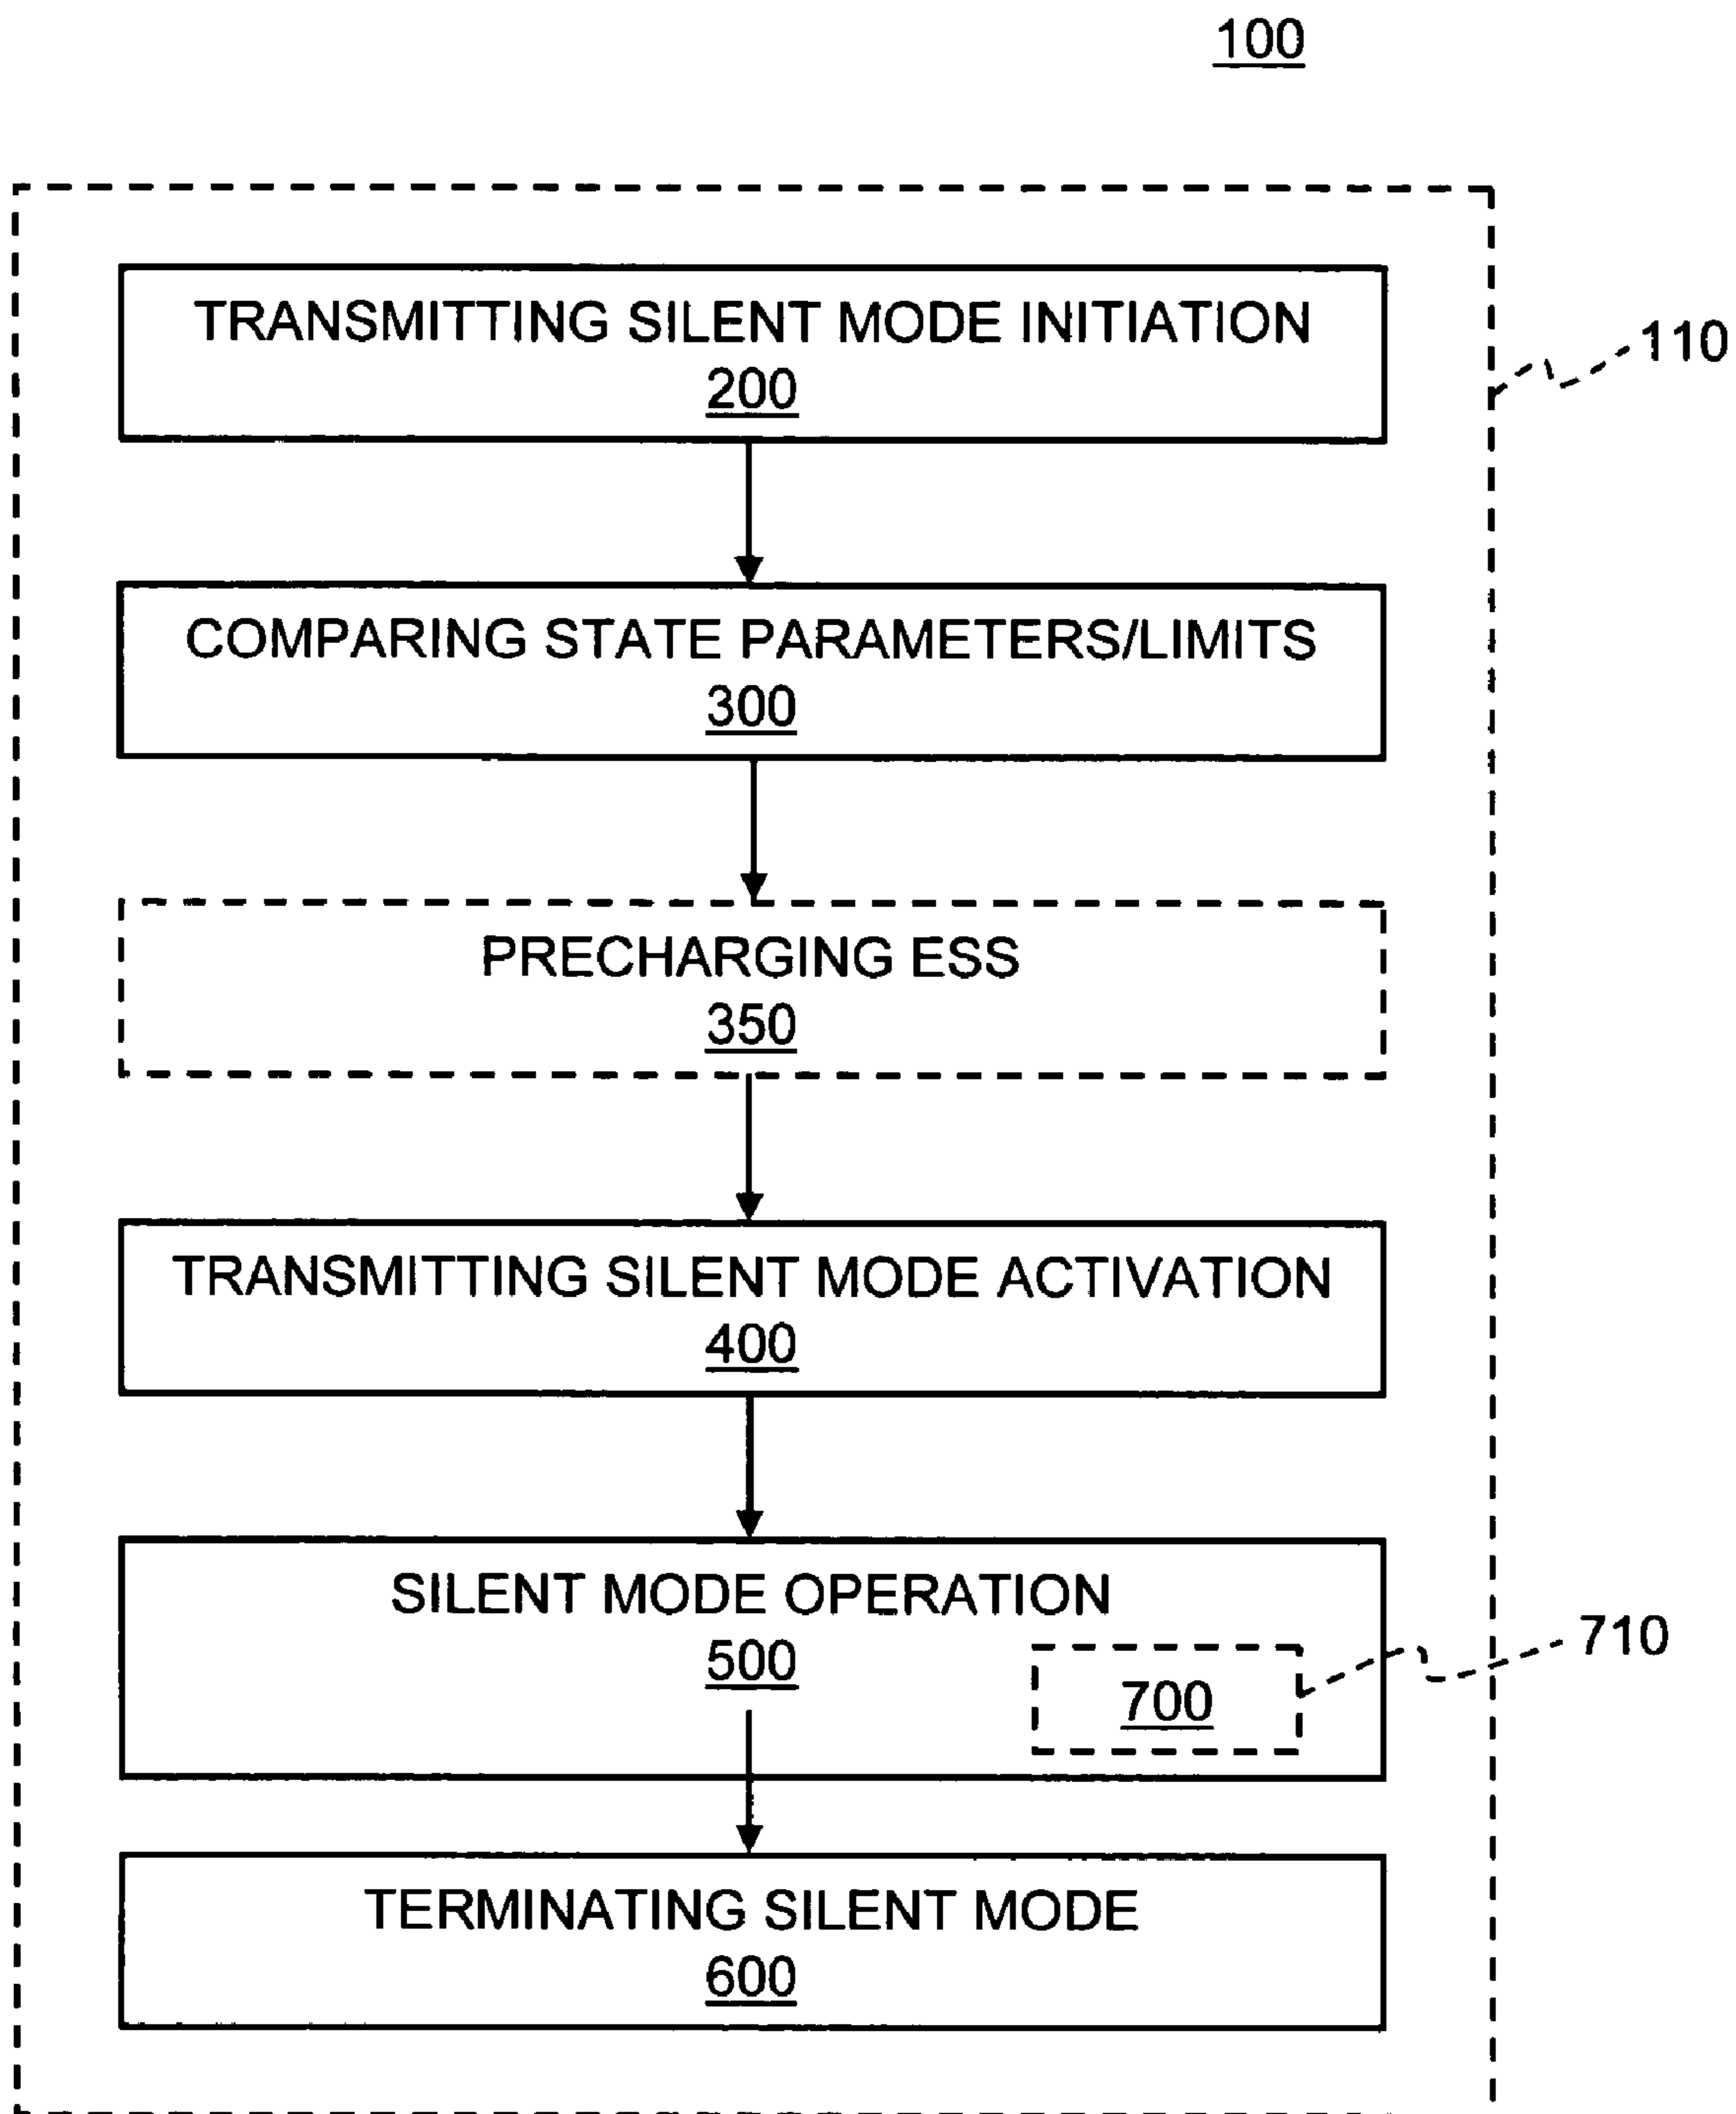 100
TRANSMITTING SILENT MODE INITIATION
200
110
COMPARING STATE PARAMETERS/LIMITS
300
PRECHARGING ESS
350
TRANSMITTING SILENT MODE ACTIVATION
400
SILENT MODE OPERATION
500
700
710
TERMINATING SILENT MODE
600